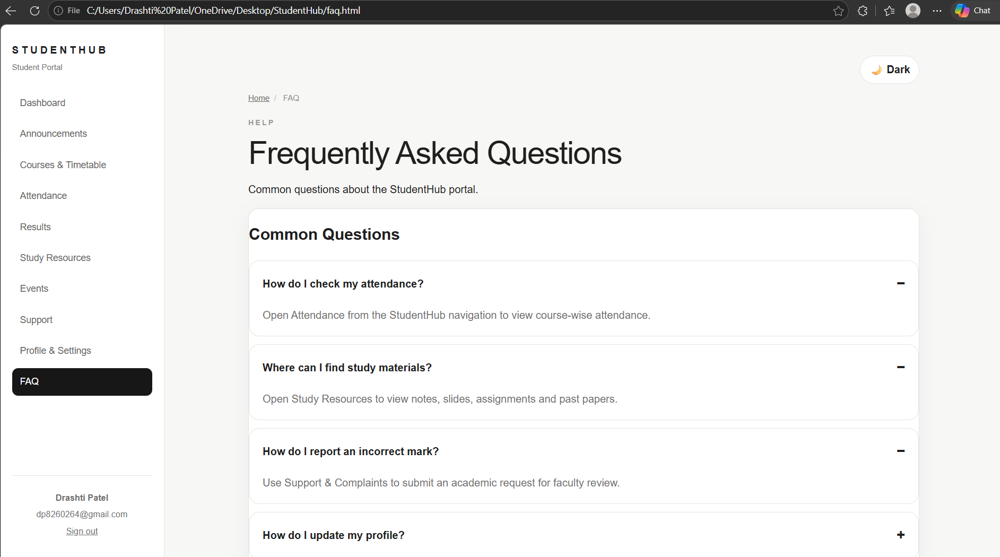 File C:/Users/Drashti%20Patel/OneDrive/Desktop/StudentHub/faq.html
Chat
STUDENTHUB
Student Portal
Dashboard
Announcements
Courses & Timetable
Attendance
Results
Study Resources
Events
Support
Profile & Settings
FAQ
Drashti Patel
dp8260264@gmail.com
Sign out
🌙 Dark
Home / FAQ
HELP
Frequently Asked Questions
Common questions about the StudentHub portal.
Common Questions
How do I check my attendance? −
Open Attendance from the StudentHub navigation to view course-wise attendance.
Where can I find study materials? −
Open Study Resources to view notes, slides, assignments and past papers.
How do I report an incorrect mark? −
Use Support & Complaints to submit an academic request for faculty review.
How do I update my profile? +